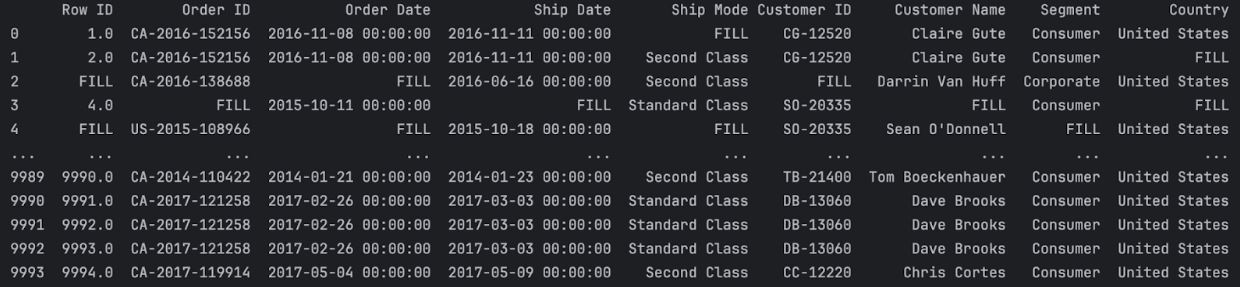 Row ID Order ID Order Date Ship Date Ship Mode Customer ID Customer Name Segment Country
0 1.0 CA-2016-152156 2016-11-08 00:00:00 2016-11-11 00:00:00 FILL CG-12520 Claire Gute Consumer United States
1 2.0 CA-2016-152156 2016-11-08 00:00:00 2016-11-11 00:00:00 Second Class CG-12520 Claire Gute Consumer FILL
2 FILL CA-2016-138688 FILL 2016-06-16 00:00:00 Second Class FILL Darrin Van Huff Corporate United States
3 4.0 FILL 2015-10-11 00:00:00 FILL Standard Class SO-20335 FILL Consumer FILL
4 FILL US-2015-108966 FILL 2015-10-18 00:00:00 FILL SO-20335 Sean O'Donnell FILL United States
... ... ... ... ... ... ... ... ... ...
9989 9990.0 CA-2014-110422 2014-01-21 00:00:00 2014-01-23 00:00:00 Second Class TB-21400 Tom Boeckenhauer Consumer United States
9990 9991.0 CA-2017-121258 2017-02-26 00:00:00 2017-03-03 00:00:00 Standard Class DB-13060 Dave Brooks Consumer United States
9991 9992.0 CA-2017-121258 2017-02-26 00:00:00 2017-03-03 00:00:00 Standard Class DB-13060 Dave Brooks Consumer United States
9992 9993.0 CA-2017-121258 2017-02-26 00:00:00 2017-03-03 00:00:00 Standard Class DB-13060 Dave Brooks Consumer United States
9993 9994.0 CA-2017-119914 2017-05-04 00:00:00 2017-05-09 00:00:00 Second Class CC-12220 Chris Cortes Consumer United States